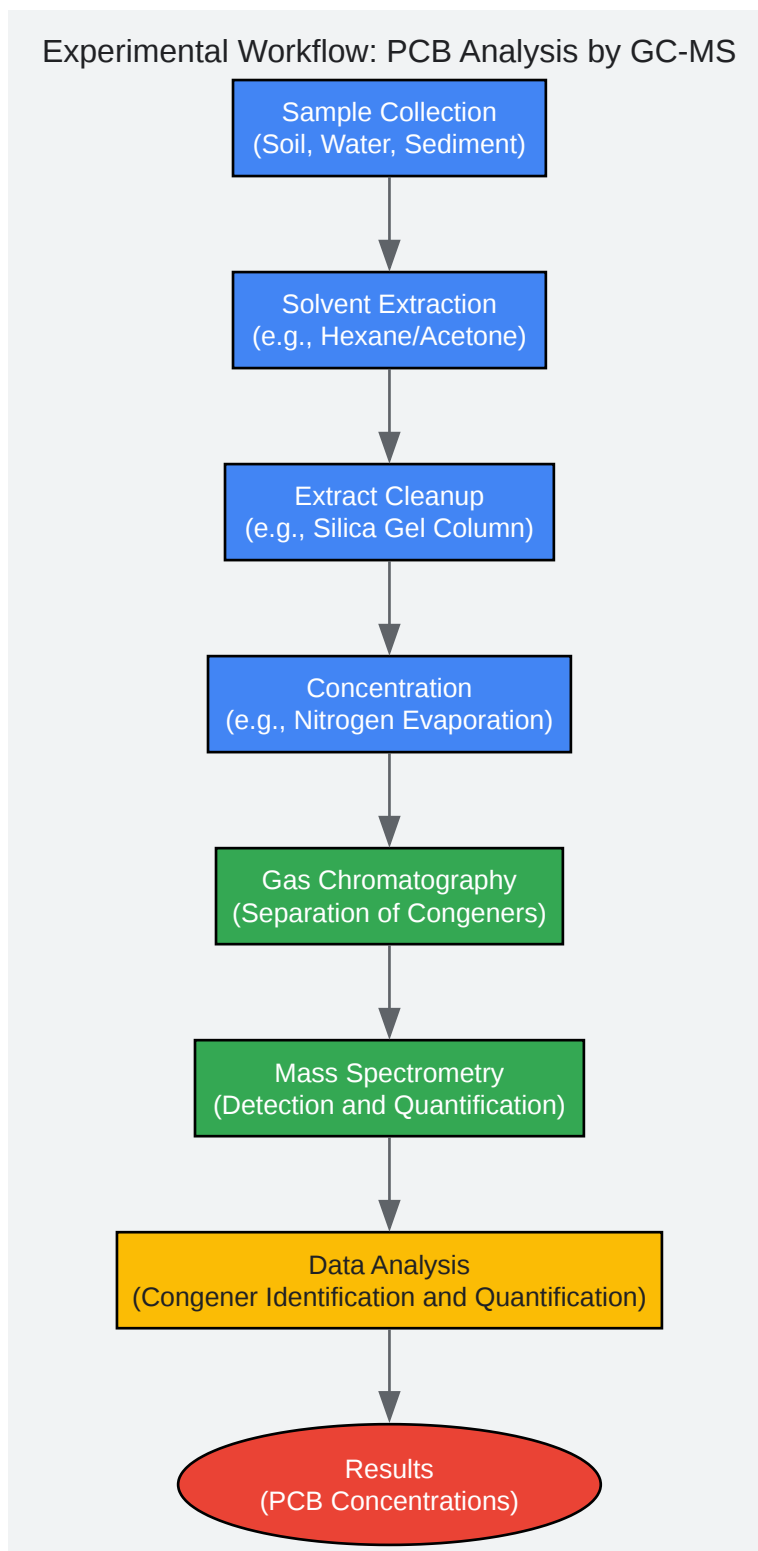 Experimental Workflow: PCB Analysis by GC-MS
Sample Collection
(Soil, Water, Sediment)
Solvent Extraction
(e.g., Hexane/Acetone)
Extract Cleanup
(e.g., Silica Gel Column)
Concentration
(e.g., Nitrogen Evaporation)
Gas Chromatography
(Separation of Congeners)
Mass Spectrometry
(Detection and Quantification)
Data Analysis
(Congener Identification and Quantification)
Results
(PCB Concentrations)